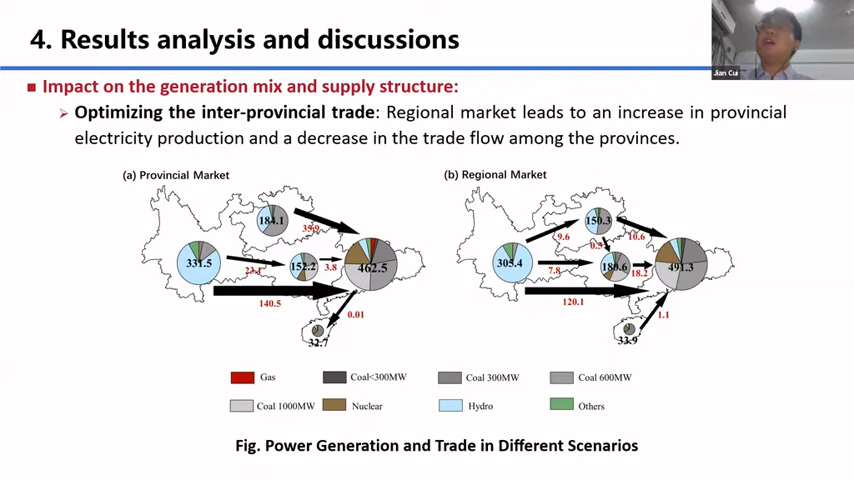 4. Results analysis and discussions
Jian Cui
Impact on the generation mix and supply structure:
Optimizing the inter-provincial trade: Regional market leads to an increase in provincial
electricity production and a decrease in the trade flow among the provinces.
(a) Provincial Market
(b) Regional Market
184.1
35.9
331.5
23.1
152.2
3.8
462.5
140.5
0.01
32.7
150.3
9.6
0.5
10.6
305.4
7.8
180.6
18.2
491.3
120.1
1.1
33.9
Gas
Coal<300MW
Coal 300MW
Coal 600MW
Coal 1000MW
Nuclear
Hydro
Others
Fig. Power Generation and Trade in Different Scenarios